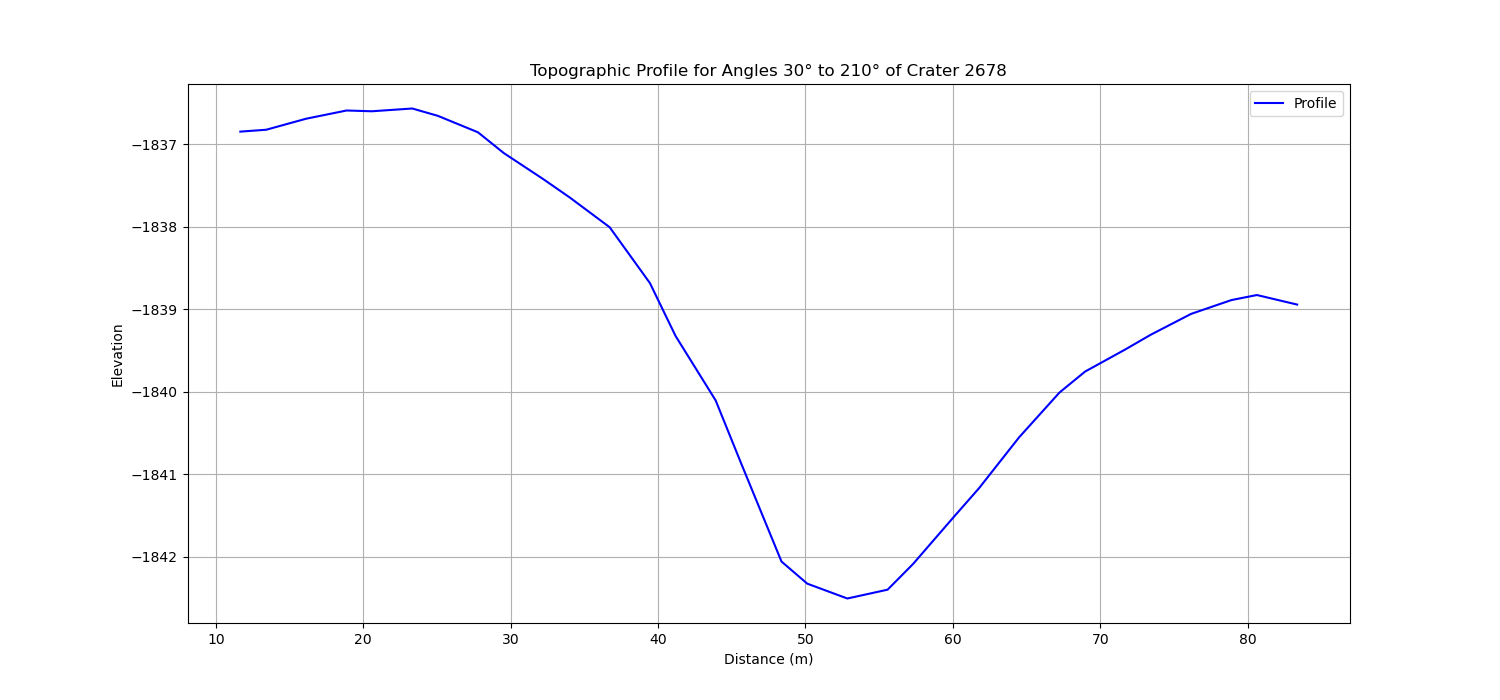 Topographic Profile for Angles 30° to 210° of Crater 2678
Profile
−1837
−1838
−1839
−1840
−1841
−1842
Elevation
10 20 30 40 50 60 70 80
Distance (m)